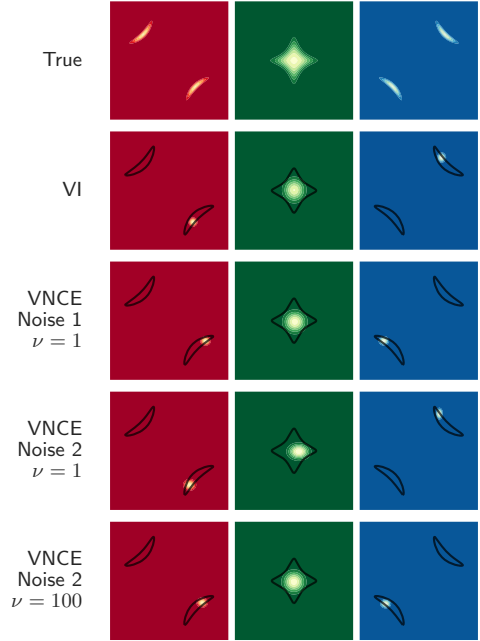 True
VI
VNCE
Noise 1
ν = 1
VNCE
Noise 2
ν = 1
VNCE
Noise 2
ν = 100